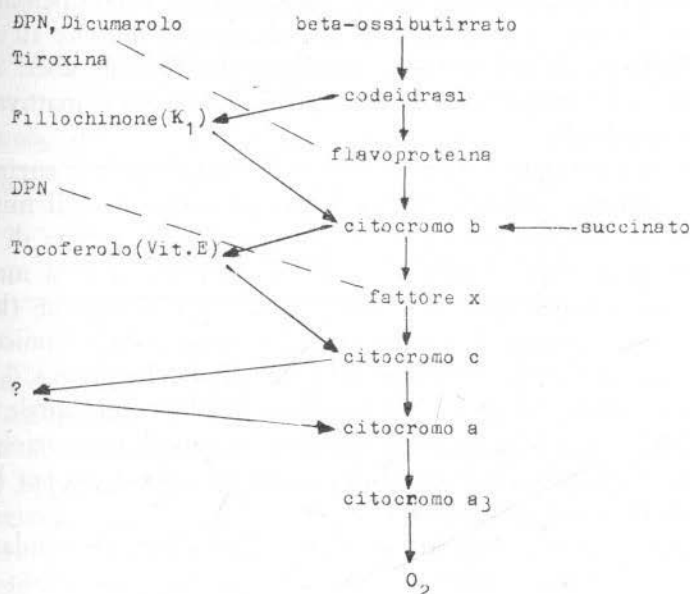 DPN, Dicumarolo beta-ossibutirrato
Tiroxina
codeidrasi
Fillochinone(K₁)
flavoproteina
DPN
citocromo b succinato
Tocoferolo(Vit.E)
fattore x
citocromo c
?
citocromo a
citocromo a₃
O₂